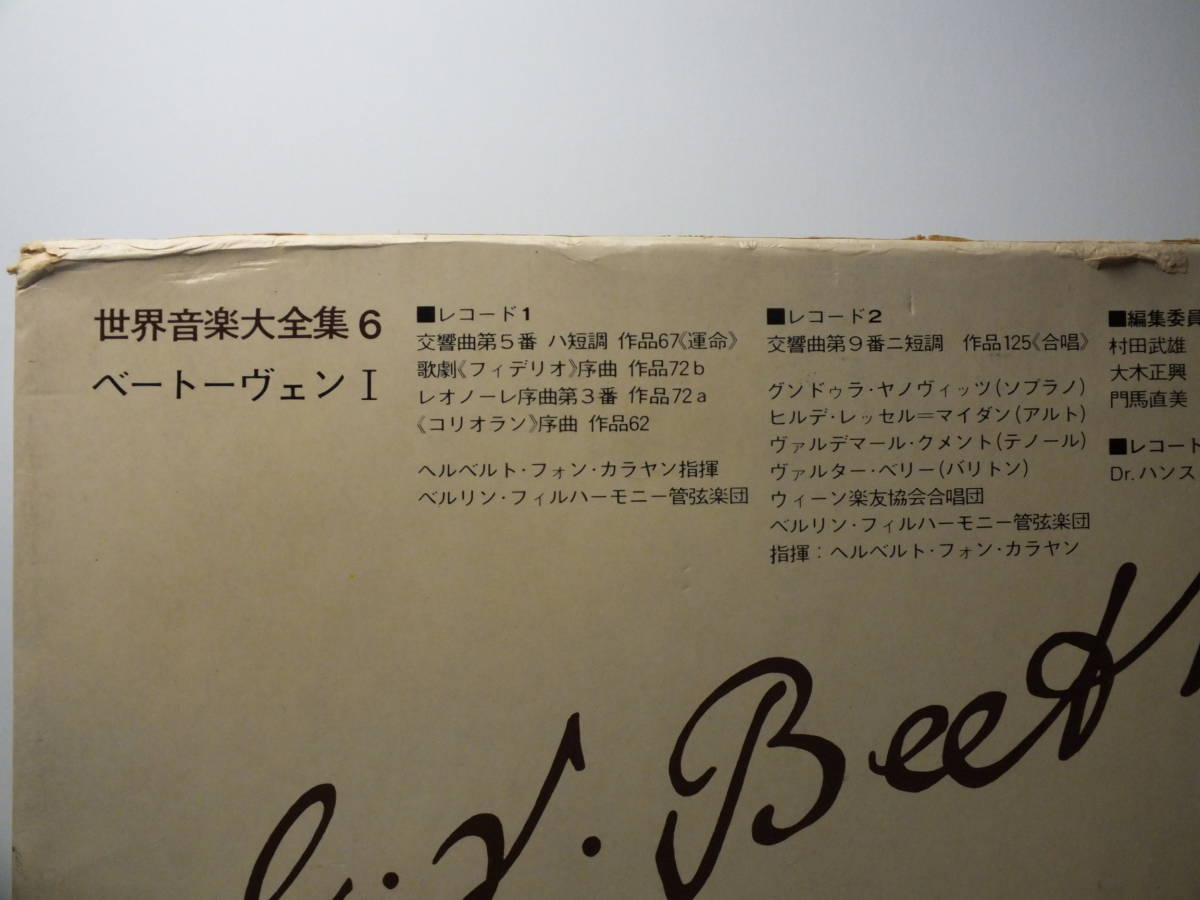 世界音楽大全集6
ベートーヴェン I
■レコード1
交響曲第5番 ハ短調 作品67《運命》
歌劇《フィデリオ》序曲 作品72b
レオノーレ序曲第3番 作品72a
《コリオラン》序曲 作品62
ヘルベルト・フォン・カラヤン指揮
ベルリン・フィルハーモニー管弦楽団
■レコード2
交響曲第9番ニ短調 作品125《合唱》
グンドゥラ・ヤノヴィッツ(ソプラノ)
ヒルデ・レッセル=マイダン(アルト)
ヴァルデマール・クメント(テノール)
ヴァルター・ベリー(バリトン)
ウィーン楽友協会合唱団
ベルリン・フィルハーモニー管弦楽団
指揮:ヘルベルト・フォン・カラヤン
■編集委員
村田武雄
大木正興
門馬直美
■レコード
Dr.ハンス
v. Beeth